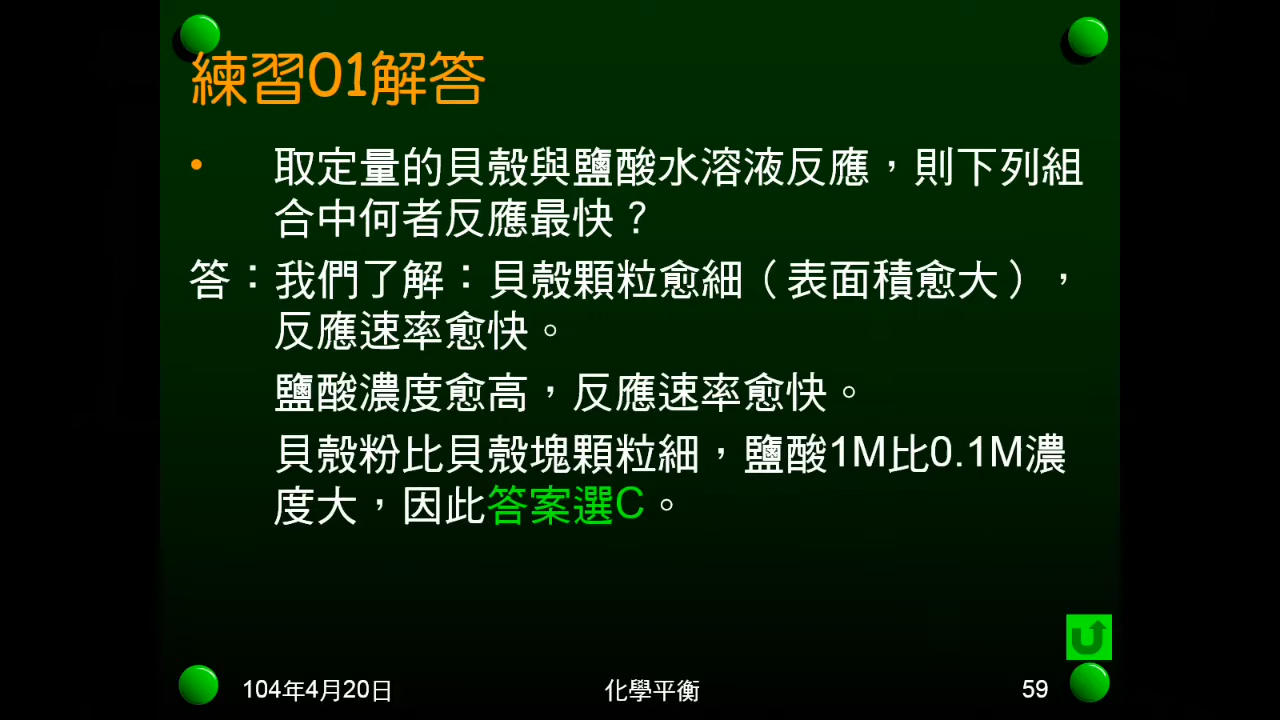 練習01解答
• 取定量的貝殼與鹽酸水溶液反應，則下列組
合中何者反應最快？
答：我們了解：貝殼顆粒愈細（表面積愈大），
反應速率愈快。
鹽酸濃度愈高，反應速率愈快。
貝殼粉比貝殼塊顆粒細，鹽酸1M比0.1M濃
度大，因此答案選C。
104年4月20日
化學平衡
59